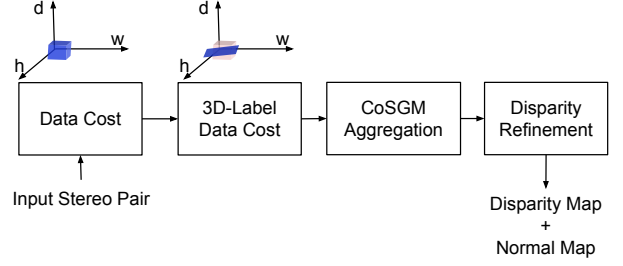 d
w
h
d
w
h
Data Cost
3D-Label
Data Cost
CoSGM
Aggregation
Disparity
Refinement
Input Stereo Pair
Disparity Map
+
Normal Map